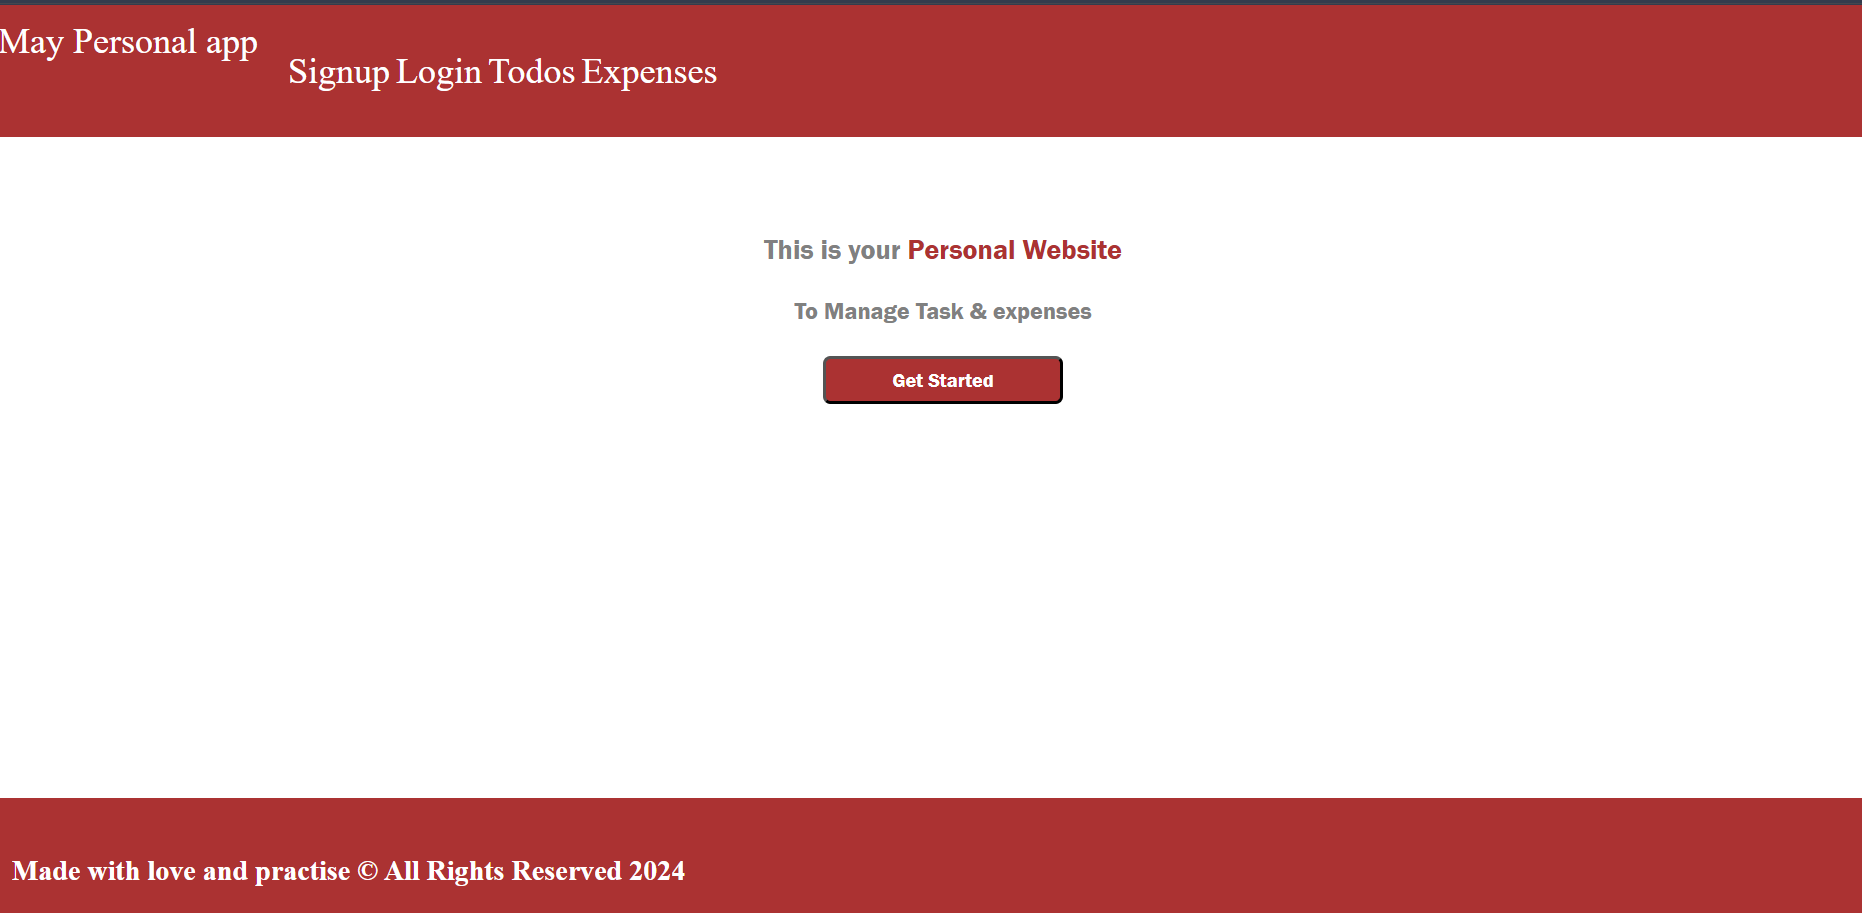 May Personal app
Signup Login Todos Expenses
This is your Personal Website
To Manage Task & expenses
Get Started
Made with love and practise © All Rights Reserved 2024